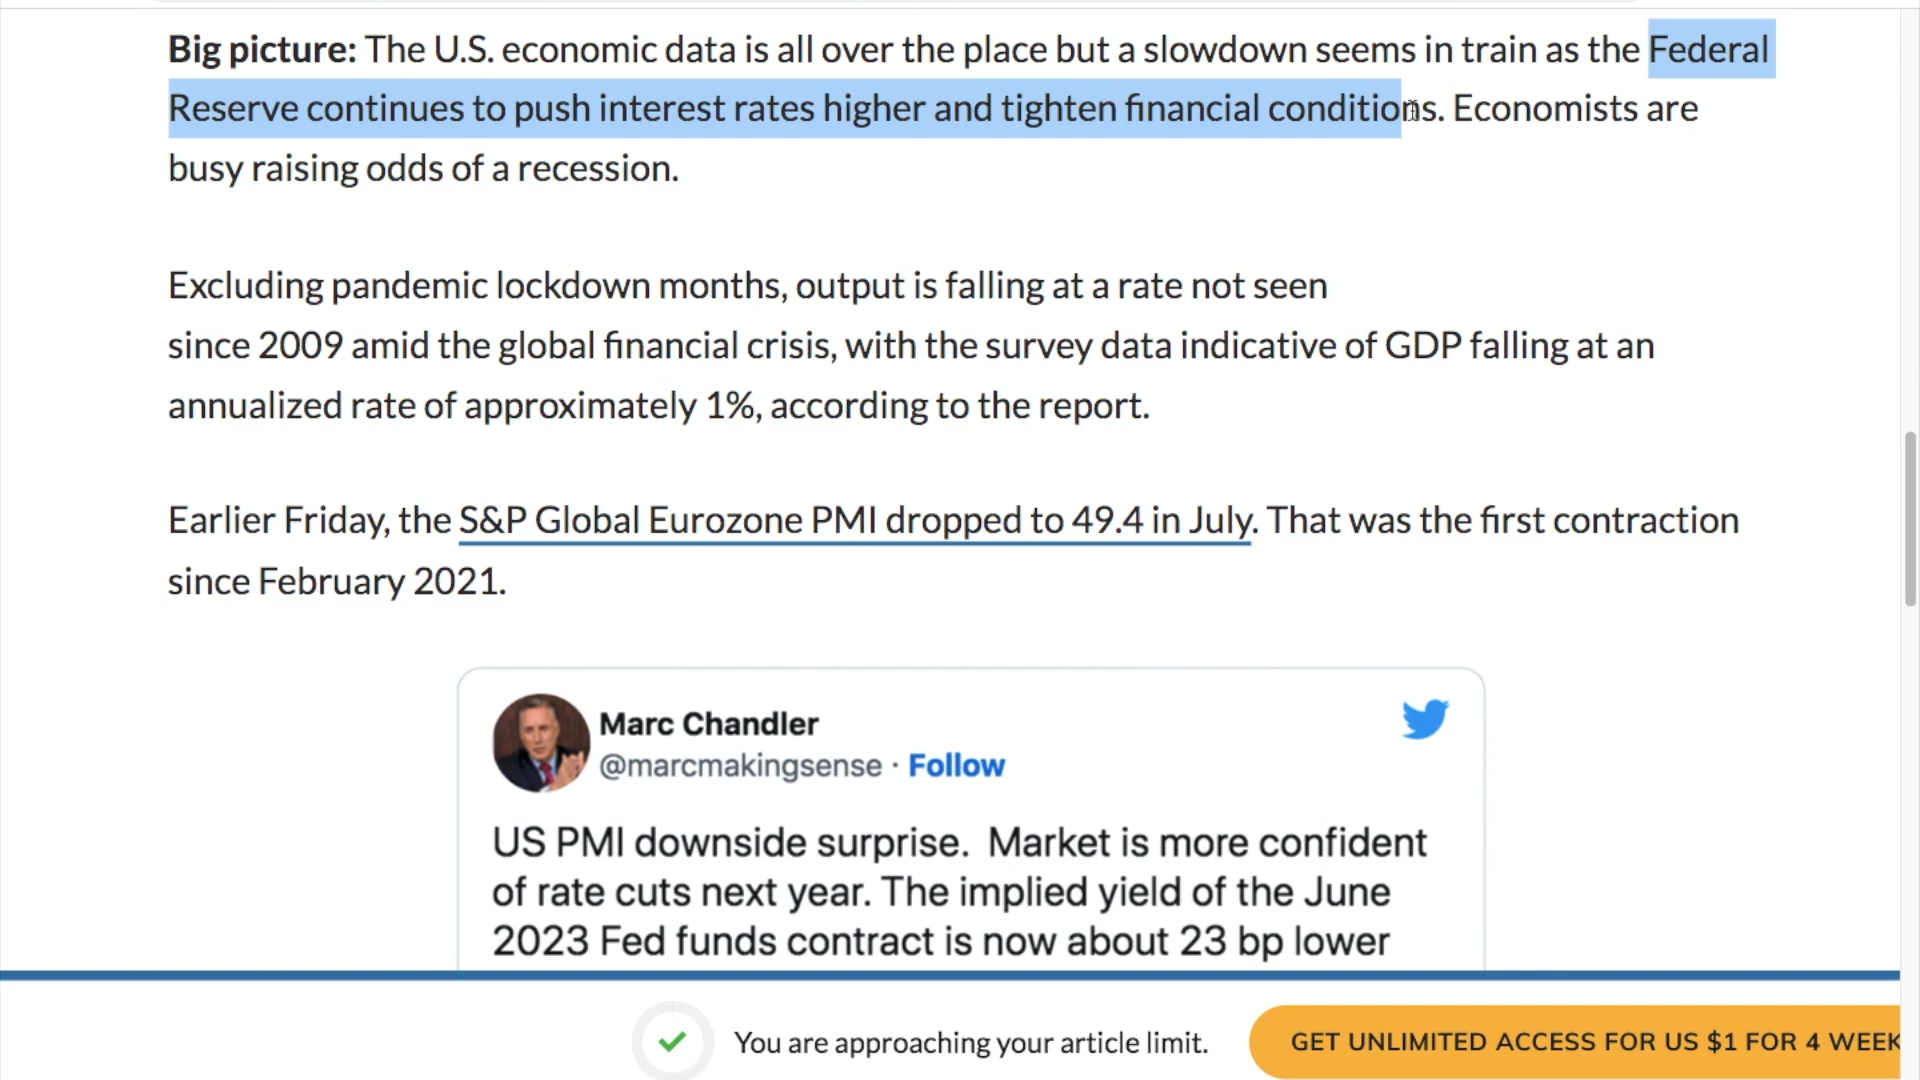 Big picture: The U.S. economic data is all over the place but a slowdown seems in train as the Federal
Reserve continues to push interest rates higher and tighten financial conditions. Economists are
busy raising odds of a recession.
Excluding pandemic lockdown months, output is falling at a rate not seen
since 2009 amid the global financial crisis, with the survey data indicative of GDP falling at an
annualized rate of approximately 1%, according to the report.
Earlier Friday, the S&P Global Eurozone PMI dropped to 49.4 in July. That was the first contraction
since February 2021.
Marc Chandler
@marcmakingsense · Follow
US PMI downside surprise.  Market is more confident
of rate cuts next year. The implied yield of the June
2023 Fed funds contract is now about 23 bp lower
You are approaching your article limit.
GET UNLIMITED ACCESS FOR US $1 FOR 4 WEEK